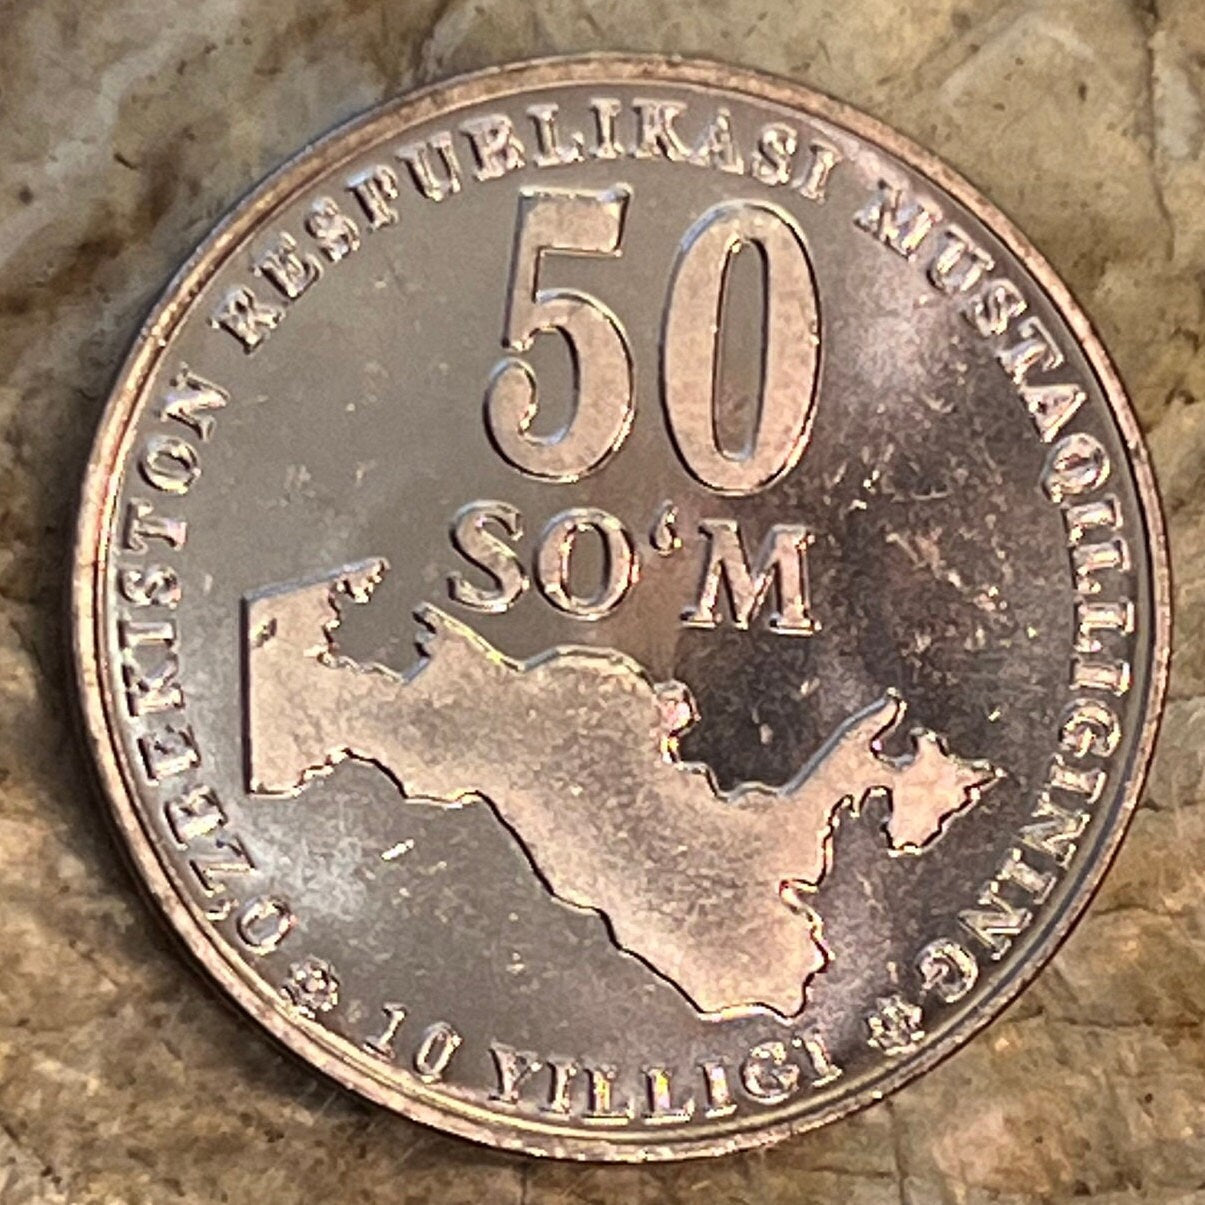 O'ZBEKISTON RESPUBLIKASI MUSTAQILLIGINING
50
SO‘M
10 YILLIGI